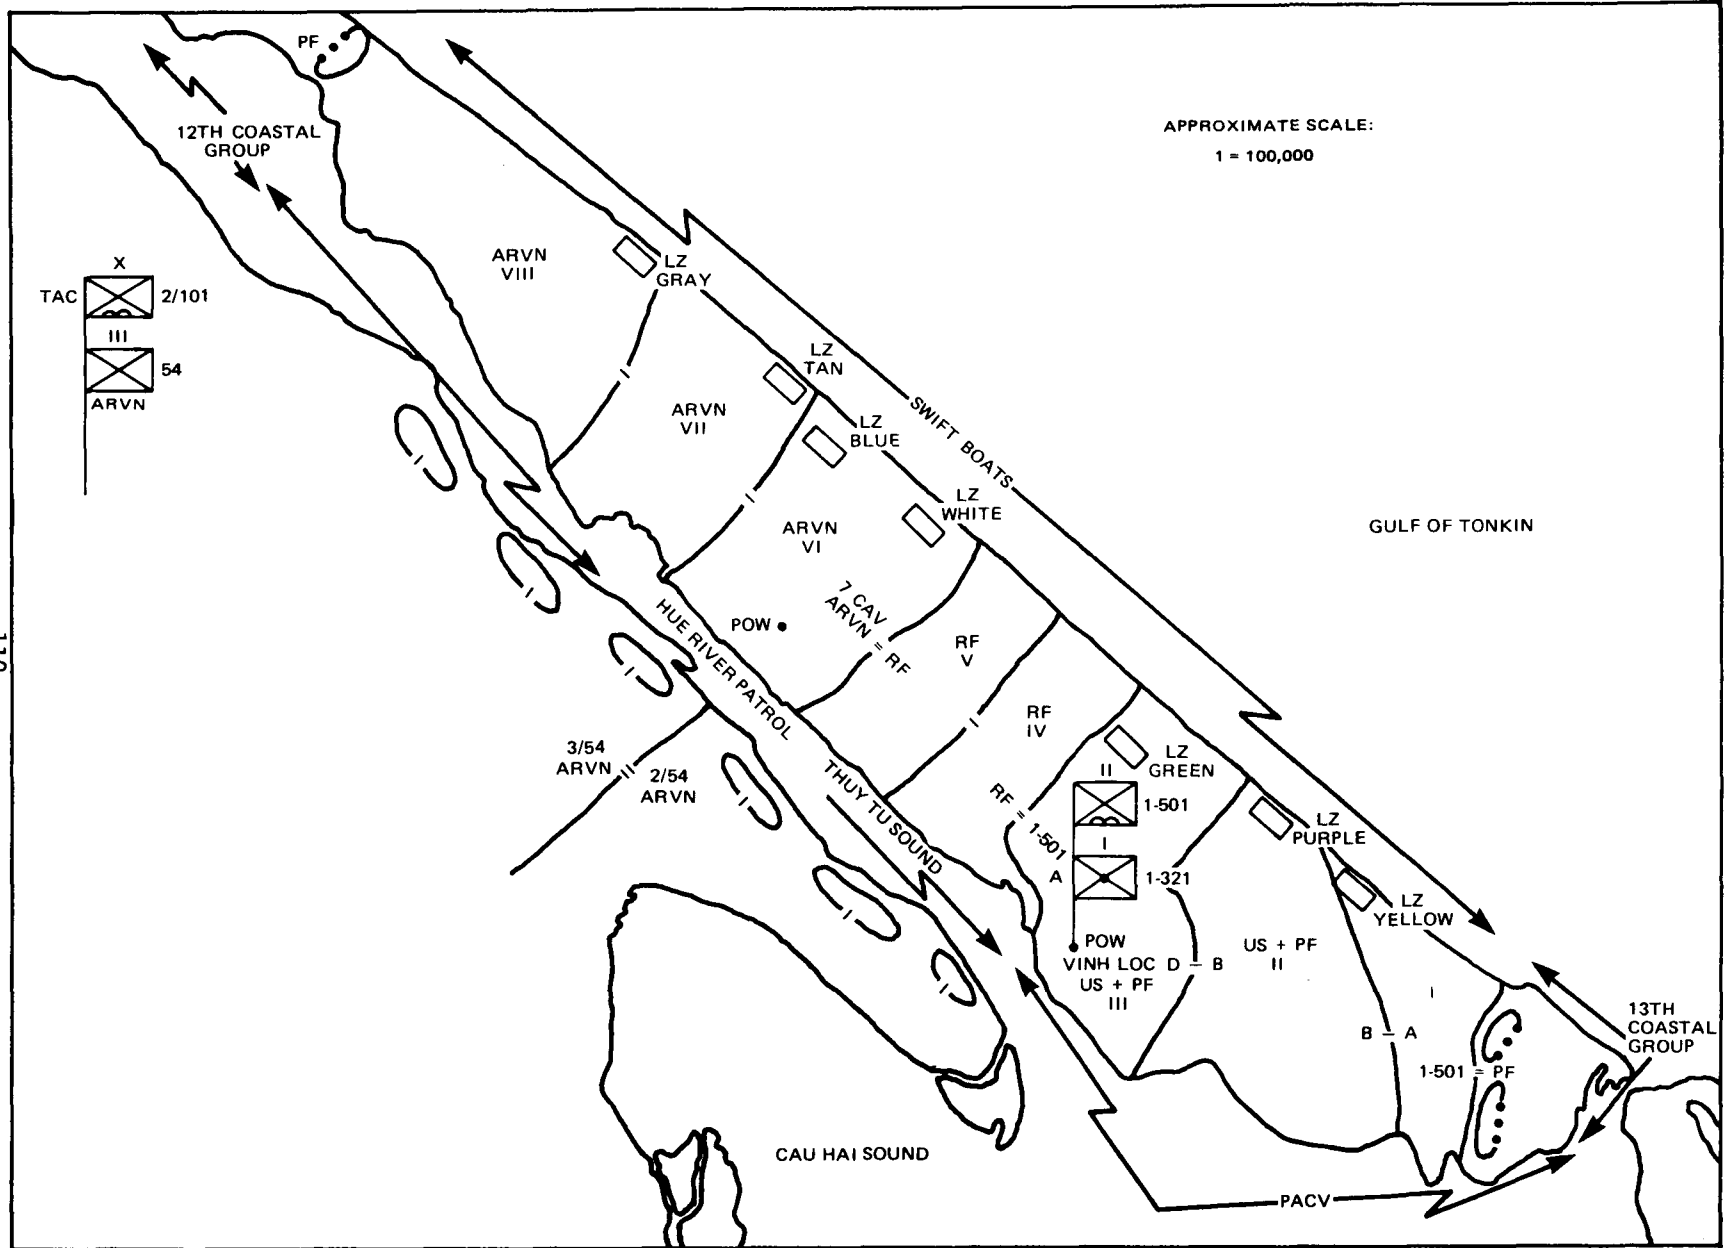 PF
12TH COASTAL
GROUP
APPROXIMATE SCALE:
1 = 100,000
X
TAC
2/101
III
54
ARVN
ARVN
VIII
LZ
GRAY
LZ
TAN
ARVN
VII
LZ
BLUE
SWIFT BOATS
LZ
WHITE
GULF OF TONKIN
ARVN
VI
7 CAV
ARVN = RF
POW
RF
V
HUE RIVER PATROL
RF
IV
3/54
ARVN
II
2/54
ARVN
THUY TU SOUND
LZ
GREEN
RF = 1-501
II
1-501
I
A
1-321
LZ
PURPLE
LZ
YELLOW
POW
VINH LOC D – B
US + PF
III
US + PF
II
I
B – A
1-501 = PF
13TH
COASTAL
GROUP
CAU HAI SOUND
PACV